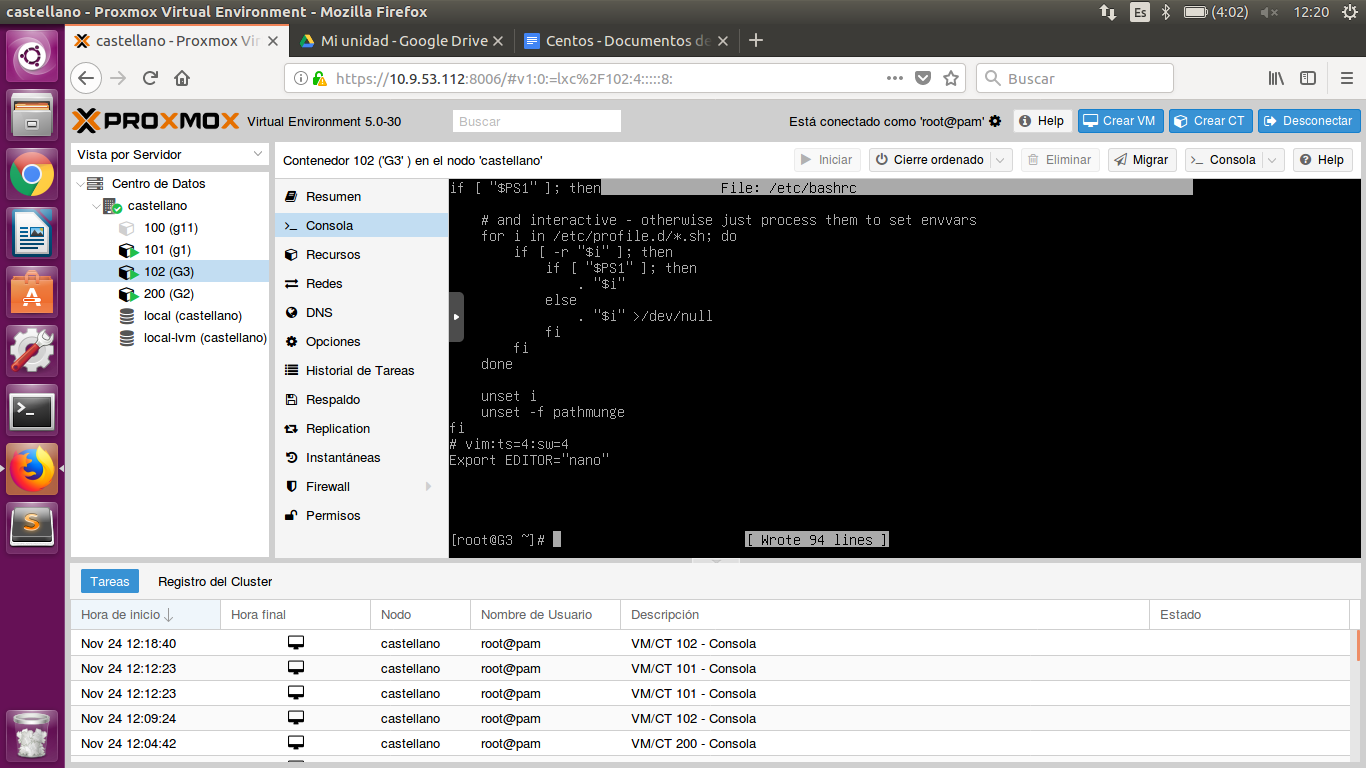 castellano - Proxmox Virtual Environment - Mozilla Firefox
Es
(4:02)
12:20
castellano - Proxmox Vir
Mi unidad - Google Drive
Centos - Documentos de
https://10.9.53.112:8006/#v1:0:=lxc%2F102:4:::::8:
Buscar
PROXMOX
Virtual Environment 5.0-30
Buscar
Está conectado como 'root@pam'
Help
Crear VM
Crear CT
Desconectar
Vista por Servidor
Contenedor 102 ('G3' ) en el nodo 'castellano'
Iniciar
Cierre ordenado
Eliminar
Migrar
Consola
Help
Centro de Datos
castellano
100 (g11)
101 (g1)
102 (G3)
200 (G2)
local (castellano)
local-lvm (castellano)
Resumen
Consola
Recursos
Redes
DNS
Opciones
Historial de Tareas
Respaldo
Replication
Instantáneas
Firewall
Permisos
if [ "$PS1" ]; then File: /etc/bashrc
# and interactive - otherwise just process them to set envvars
for i in /etc/profile.d/*.sh; do
if [ -r "$i" ]; then
if [ "$PS1" ]; then
. "$i"
else
. "$i" >/dev/null
fi
fi
done
unset i
unset -f pathmunge
fi
# vim:ts=4:sw=4
Export EDITOR="nano"
[root@G3 ~]# [ Wrote 94 lines ]
Tareas
Registro del Cluster
Hora de inicio Hora final Nodo Nombre de Usuario Descripción Estado
Nov 24 12:18:40 castellano root@pam VM/CT 102 - Consola
Nov 24 12:12:23 castellano root@pam VM/CT 101 - Consola
Nov 24 12:12:23 castellano root@pam VM/CT 101 - Consola
Nov 24 12:09:24 castellano root@pam VM/CT 102 - Consola
Nov 24 12:04:42 castellano root@pam VM/CT 200 - Consola